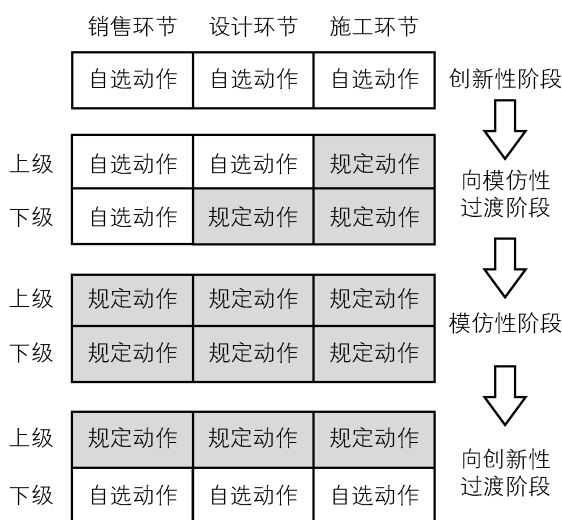 销售环节 设计环节 施工环节
自选动作 自选动作 自选动作 创新性阶段
上级 自选动作 自选动作 规定动作
向模仿性
过渡阶段
下级 自选动作 规定动作 规定动作
上级 规定动作 规定动作 规定动作
模仿性阶段
下级 规定动作 规定动作 规定动作
上级 规定动作 规定动作 规定动作
向创新性
过渡阶段
下级 自选动作 自选动作 自选动作